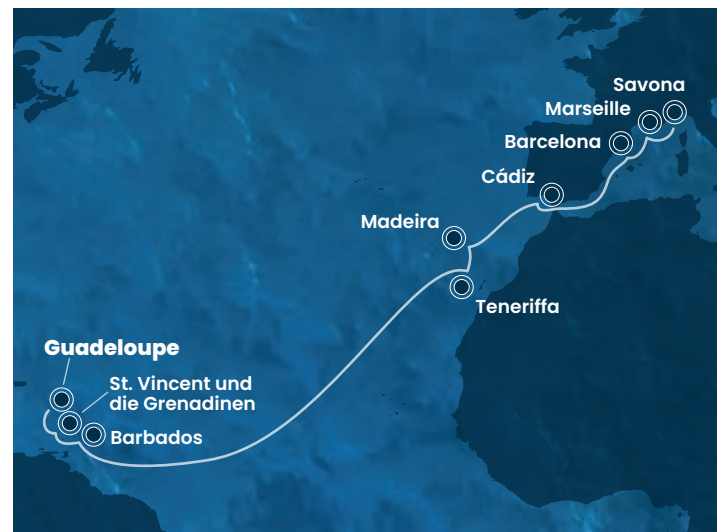 Savona
Marseille
Barcelona
Cádiz
Madeira
Teneriffa
Guadeloupe
St. Vincent und
die Grenadinen
Barbados